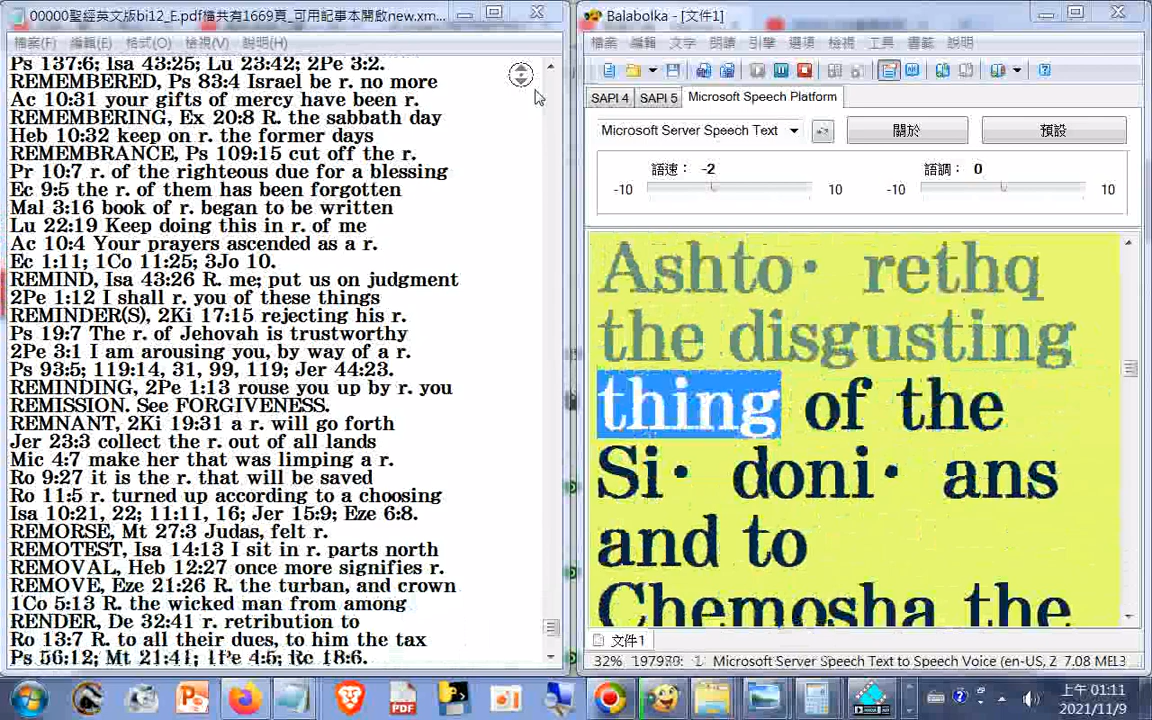 00000聖經英文版bi12_E.pdf檔共有1669頁_可用記事本開啟new.xm...
檔案(F) 編輯(E) 格式(O) 檢視(V) 說明(H)
Ps 137:6; Isa 43:25; Lu 23:42; 2Pe 3:2.
REMEMBERED, Ps 83:4 Israel be r. no more
Ac 10:31 your gifts of mercy have been r.
REMEMBERING, Ex 20:8 R. the sabbath day
Heb 10:32 keep on r. the former days
REMEMBRANCE, Ps 109:15 cut off the r.
Pr 10:7 r. of the righteous due for a blessing
Ec 9:5 the r. of them has been forgotten
Mal 3:16 book of r. began to be written
Lu 22:19 Keep doing this in r. of me
Ac 10:4 Your prayers ascended as a r.
Ec 1:11; 1Co 11:25; 3Jo 10.
REMIND, Isa 43:26 R. me; put us on judgment
2Pe 1:12 I shall r. you of these things
REMINDER(S), 2Ki 17:15 rejecting his r.
Ps 19:7 The r. of Jehovah is trustworthy
2Pe 3:1 I am arousing you, by way of a r.
Ps 93:5; 119:14, 31, 99, 119; Jer 44:23.
REMINDING, 2Pe 1:13 rouse you up by r. you
REMISSION. See FORGIVENESS.
REMNANT, 2Ki 19:31 a r. will go forth
Jer 23:3 collect the r. out of all lands
Mic 4:7 make her that was limping a r.
Ro 9:27 it is the r. that will be saved
Ro 11:5 r. turned up according to a choosing
Isa 10:21, 22; 11:11, 16; Jer 15:9; Eze 6:8.
REMORSE, Mt 27:3 Judas, felt r.
REMOTEST, Isa 14:13 I sit in r. parts north
REMOVAL, Heb 12:27 once more signifies r.
REMOVE, Eze 21:26 R. the turban, and crown
1Co 5:13 R. the wicked man from among
RENDER, De 32:41 r. retribution to
Ro 13:7 R. to all their dues, to him the tax
Ps 56:12; Mt 21:41; 1Pe 4:5; Re 18:6.
Balabolka - [文件1]
檔案 編輯 文字 朗讀 引擎 選項 檢視 工具 書籤 說明
SAPI 4 SAPI 5 Microsoft Speech Platform
Microsoft Server Speech Text 關於 預設
語速： -2 語調： 0
-10 10 -10 10
Ashto· rethq
the disgusting
thing of the
Si· doni· ans
and to
Chemosha the
文件1
32% Microsoft Server Speech Text to Speech Voice (en-US, Z 7.08
PDF
上午 01:11
2021/11/9